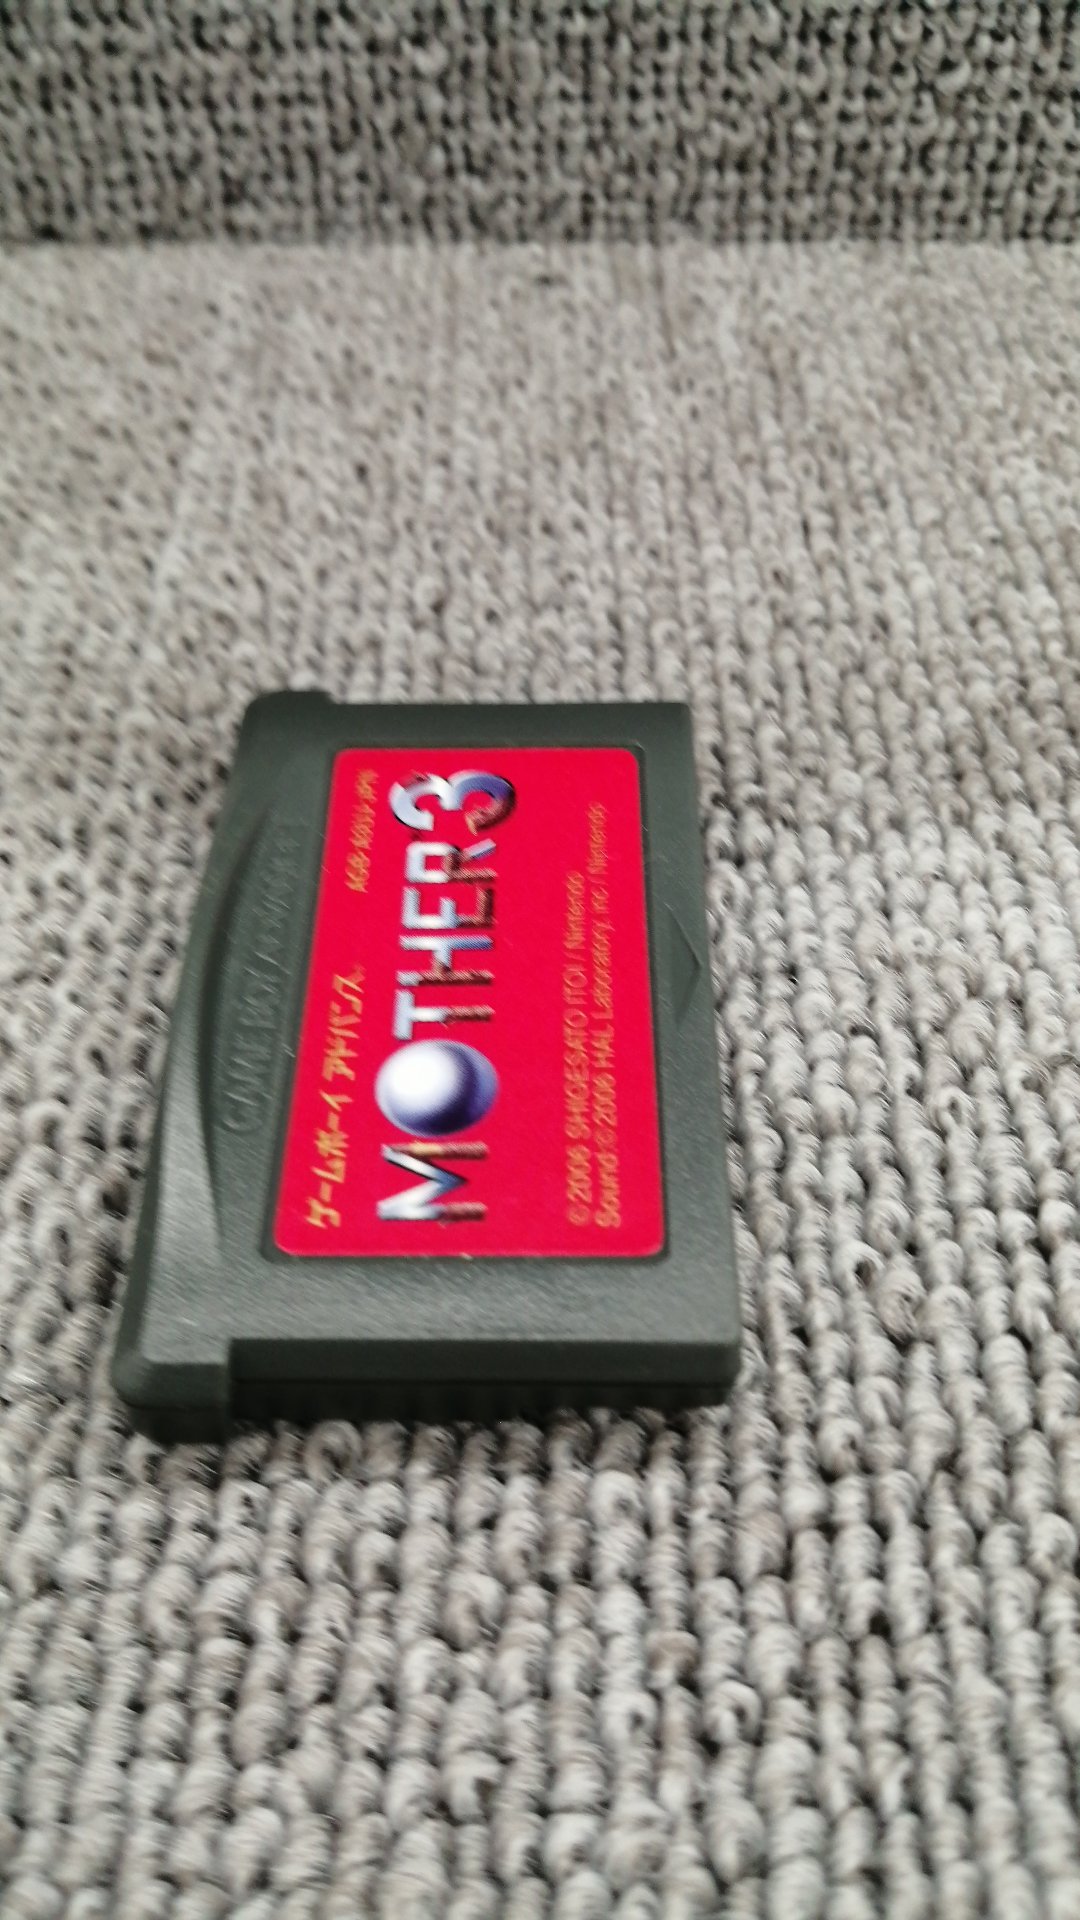 GAME BOY ADVANCE
ゲームボーイ アドバンス
AGB-A3UJ-JPN
MOTHER3
© 2006 SHIGESATO ITOI / Nintendo
Sound:© 2006 HAL Laboratory, Inc. / Nintendo